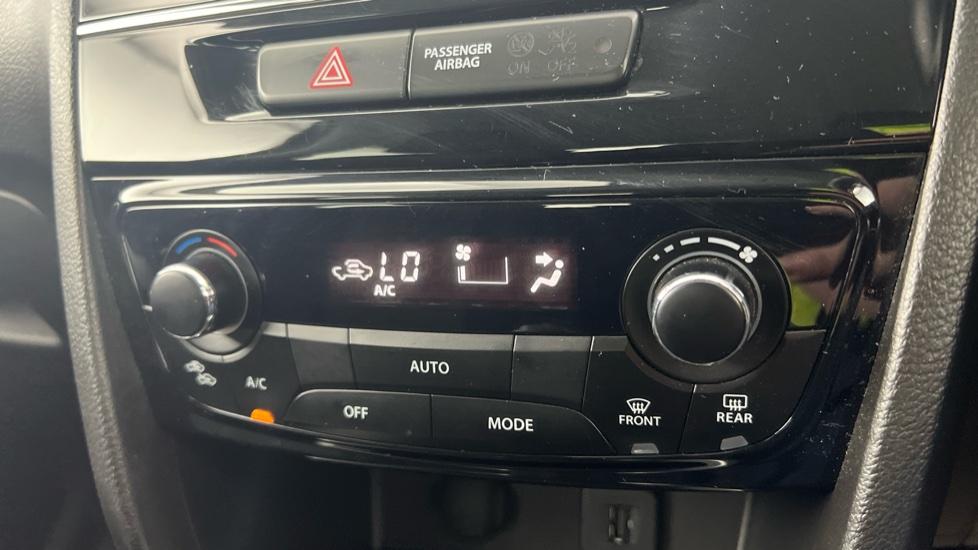 PASSENGER
AIRBAG
ON OFF
LO
A/C
AUTO
A/C
OFF
MODE
FRONT
REAR